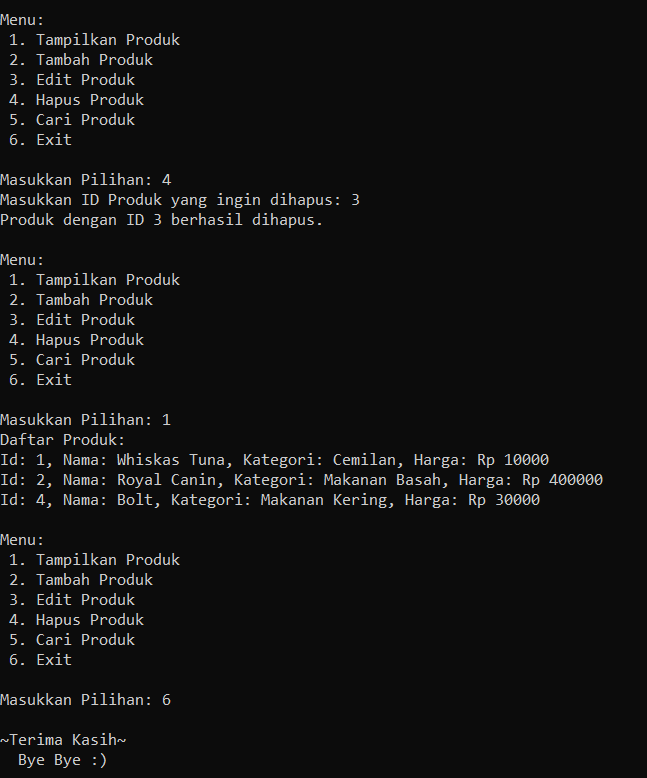 Menu:
 1. Tampilkan Produk
 2. Tambah Produk
 3. Edit Produk
 4. Hapus Produk
 5. Cari Produk
 6. Exit

Masukkan Pilihan: 4
Masukkan ID Produk yang ingin dihapus: 3
Produk dengan ID 3 berhasil dihapus.

Menu:
 1. Tampilkan Produk
 2. Tambah Produk
 3. Edit Produk
 4. Hapus Produk
 5. Cari Produk
 6. Exit

Masukkan Pilihan: 1
Daftar Produk:
Id: 1, Nama: Whiskas Tuna, Kategori: Cemilan, Harga: Rp 10000
Id: 2, Nama: Royal Canin, Kategori: Makanan Basah, Harga: Rp 400000
Id: 4, Nama: Bolt, Kategori: Makanan Kering, Harga: Rp 30000

Menu:
 1. Tampilkan Produk
 2. Tambah Produk
 3. Edit Produk
 4. Hapus Produk
 5. Cari Produk
 6. Exit

Masukkan Pilihan: 6

~Terima Kasih~
  Bye Bye :)